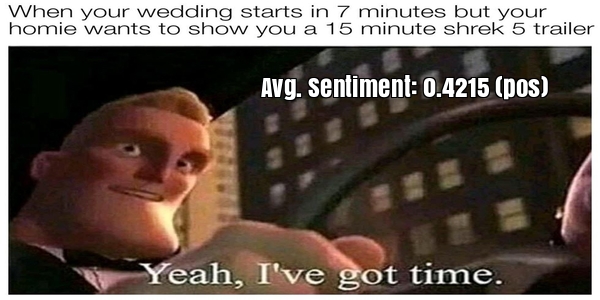 When your wedding starts in 7 minutes but your
homie wants to show you a 15 minute shrek 5 trailer
Avg. Sentiment: 0.4215 (pos)
Yeah, I've got time.